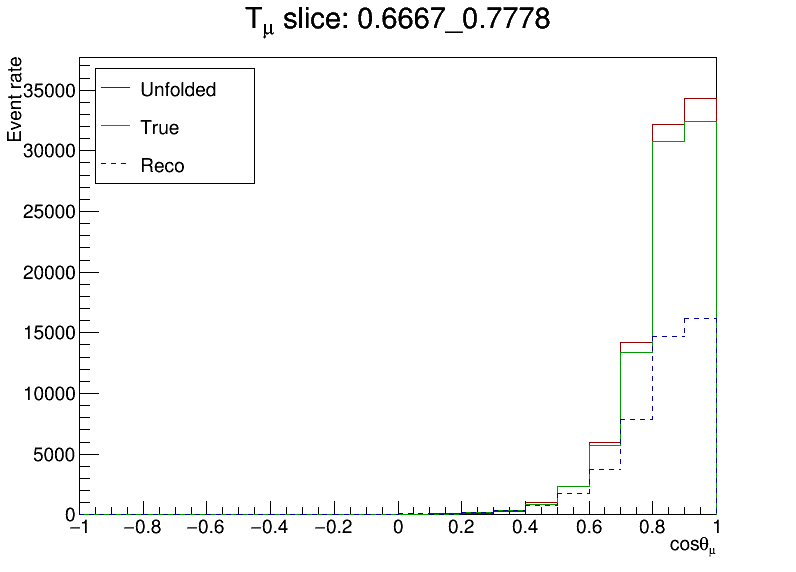 Tμ slice: 0.6667_0.7778
Event rate
Unfolded
True
Reco
35000
30000
25000
20000
15000
10000
5000
0
−1 −0.8 −0.6 −0.4 −0.2 0 0.2 0.4 0.6 0.8 1
cosθμ